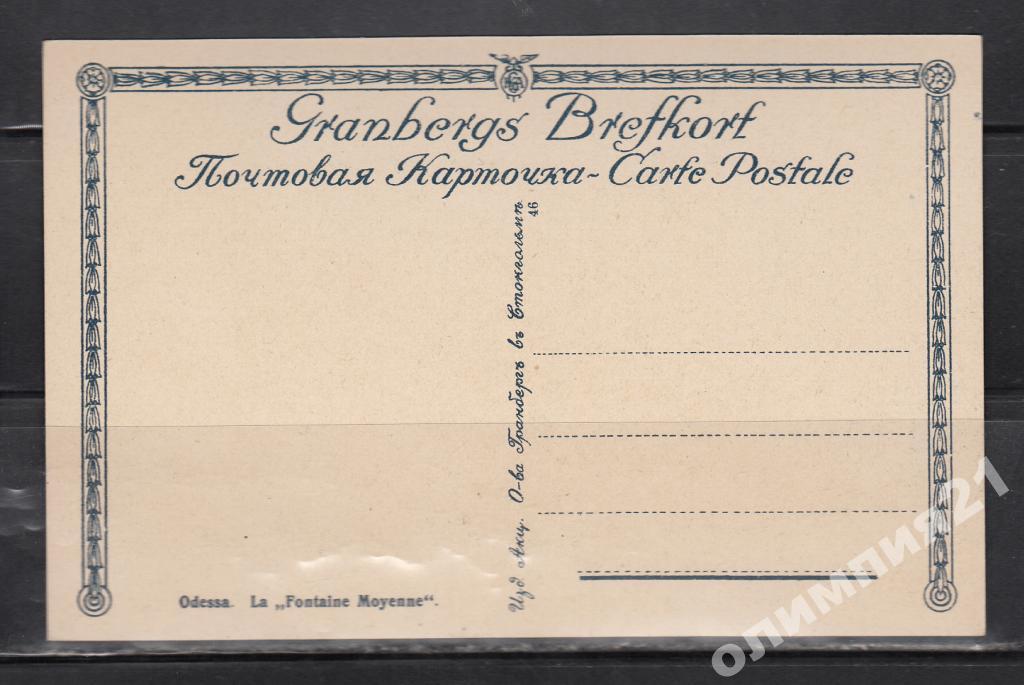 Granbergs Brefkort
Почтовая Карточка - Carte Postale
46
Изд Акц. О-ва Гранбергъ въ Стокгольмѣ
Odessa. La „Fontaine Moyenne“.
олимпия21